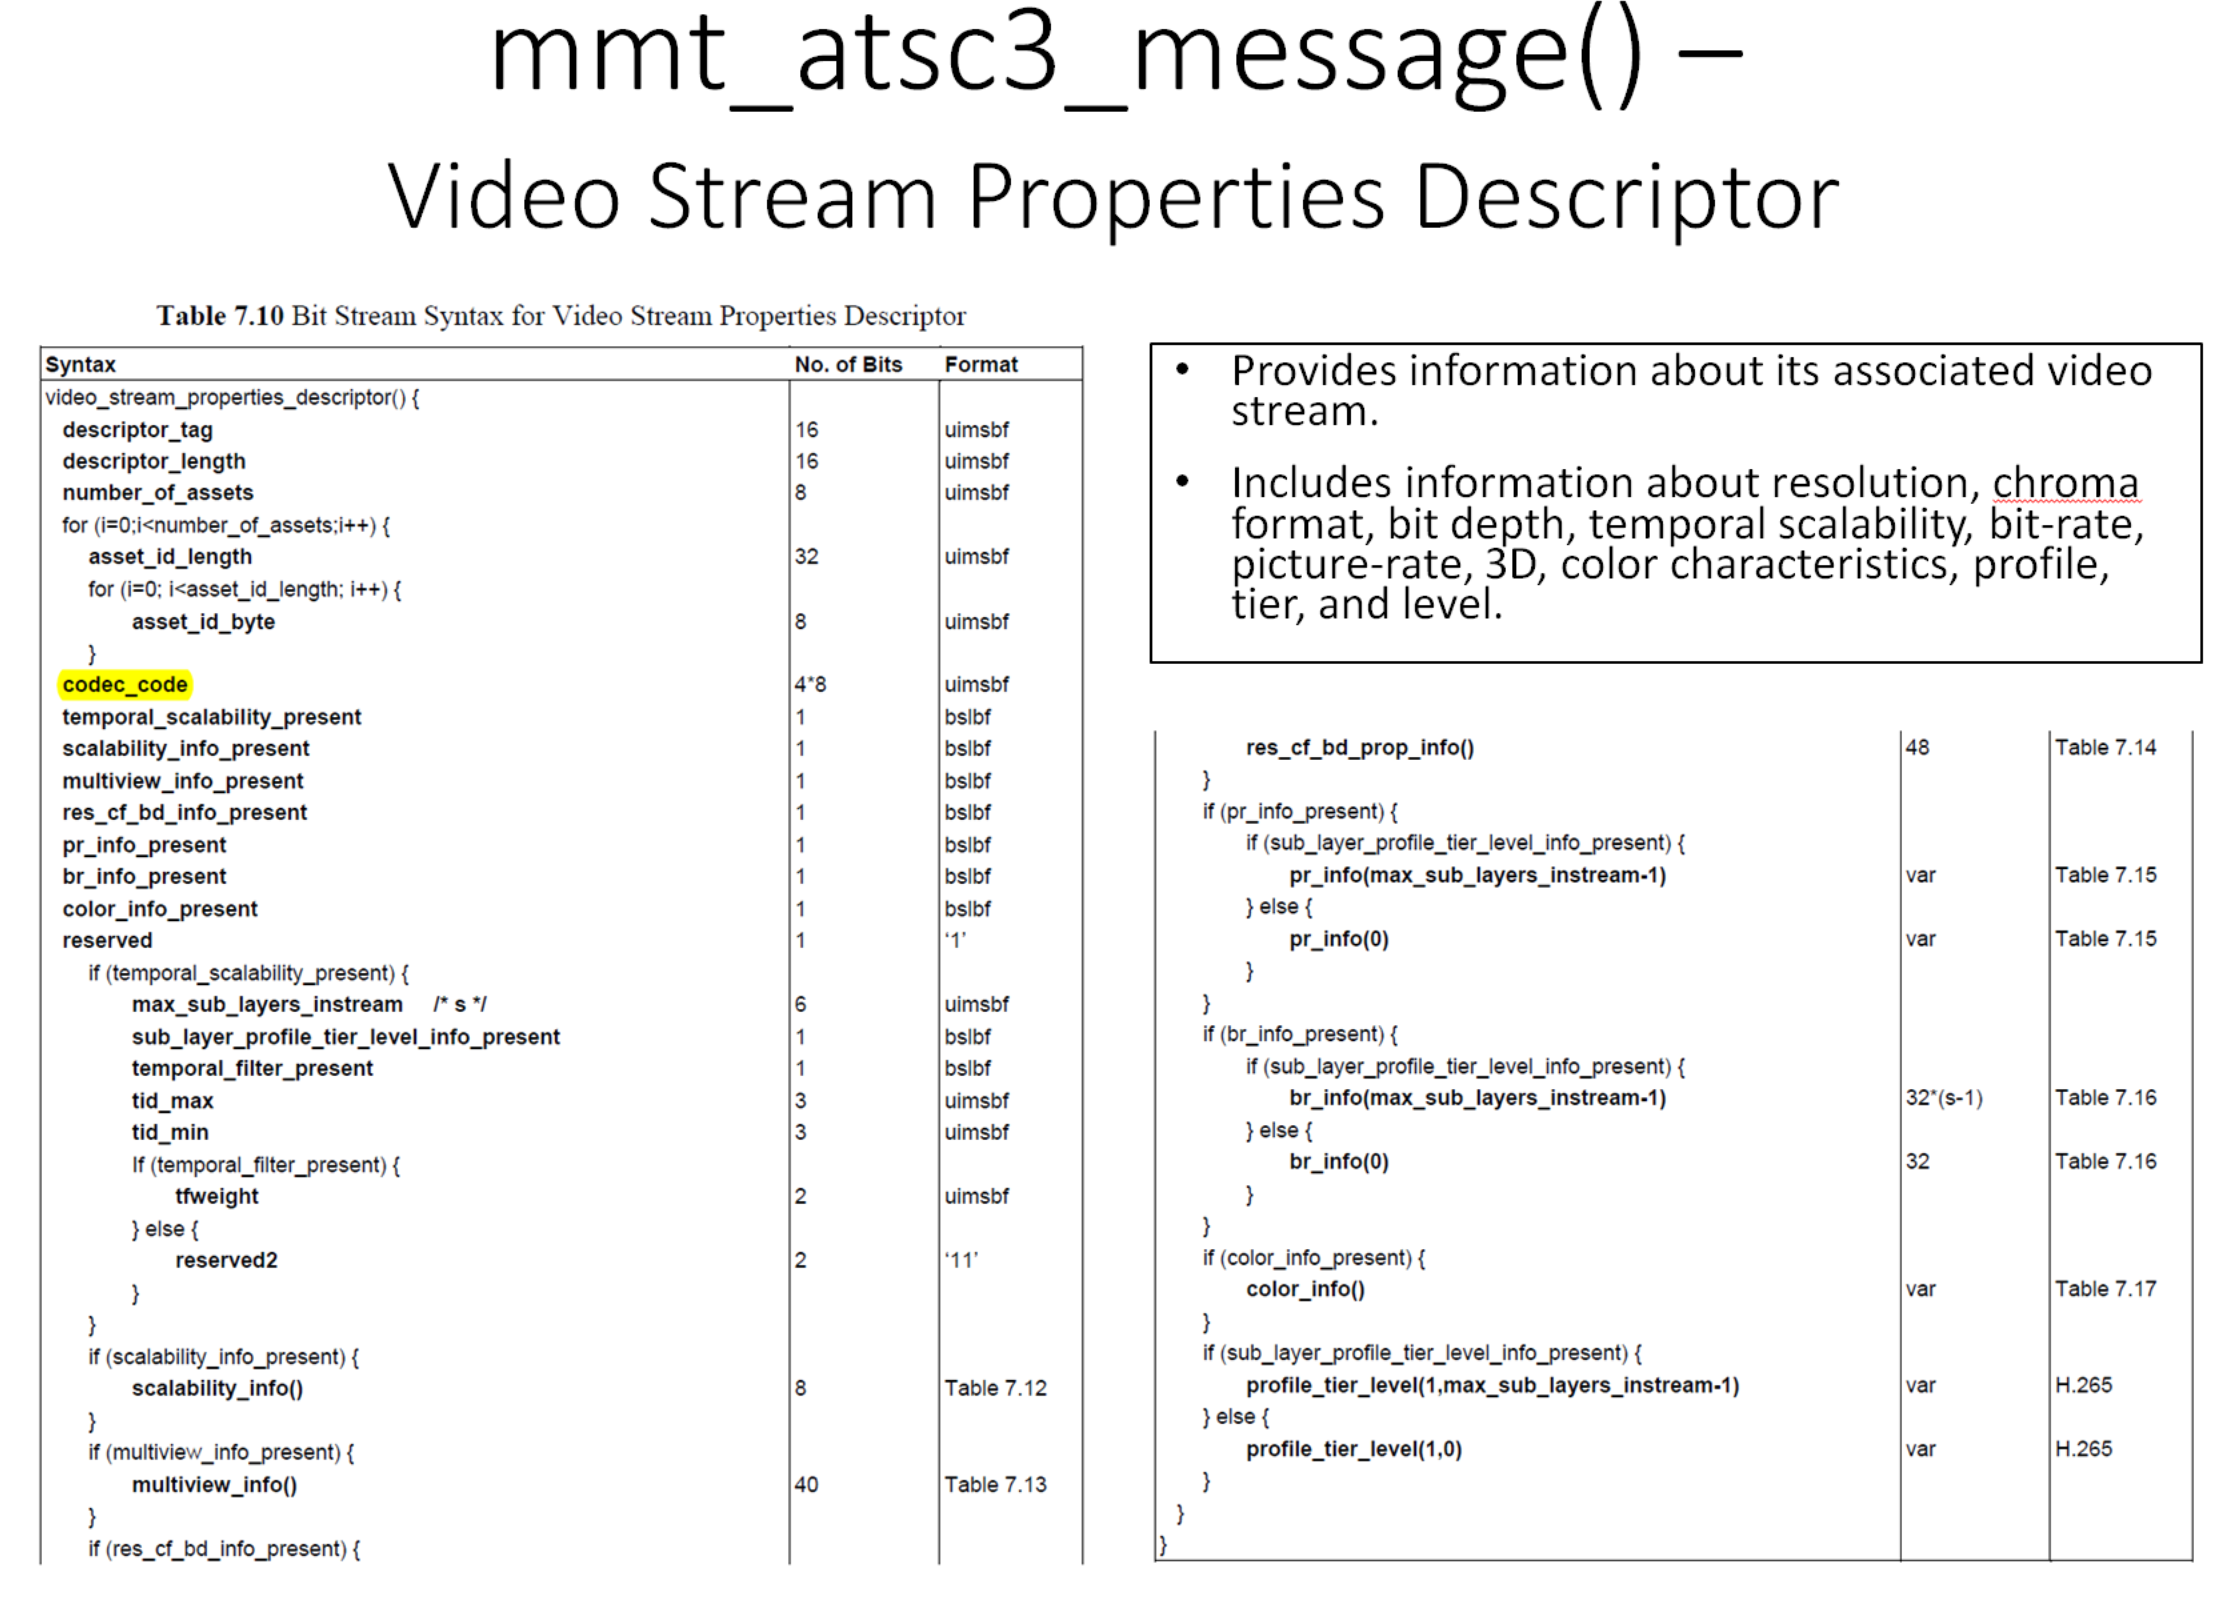 mmt_atsc3_message() –
Video Stream Properties Descriptor
Table 7.10 Bit Stream Syntax for Video Stream Properties Descriptor
Syntax No. of Bits Format
video_stream_properties_descriptor() {
descriptor_tag 16 uimsbf
descriptor_length 16 uimsbf
number_of_assets 8 uimsbf
for (i=0;i<number_of_assets;i++) {
asset_id_length 32 uimsbf
for (i=0; i<asset_id_length; i++) {
asset_id_byte 8 uimsbf
}
codec_code 4*8 uimsbf
temporal_scalability_present 1 bslbf
scalability_info_present 1 bslbf
multiview_info_present 1 bslbf
res_cf_bd_info_present 1 bslbf
pr_info_present 1 bslbf
br_info_present 1 bslbf
color_info_present 1 bslbf
reserved 1 ‘1’
if (temporal_scalability_present) {
max_sub_layers_instream /* s */ 6 uimsbf
sub_layer_profile_tier_level_info_present 1 bslbf
temporal_filter_present 1 bslbf
tid_max 3 uimsbf
tid_min 3 uimsbf
If (temporal_filter_present) {
tfweight 2 uimsbf
} else {
reserved2 2 ‘11’
}
}
if (scalability_info_present) {
scalability_info() 8 Table 7.12
}
if (multiview_info_present) {
multiview_info() 40 Table 7.13
}
if (res_cf_bd_info_present) {
• Provides information about its associated video
stream.
• Includes information about resolution, chroma
format, bit depth, temporal scalability, bit-rate,
picture-rate, 3D, color characteristics, profile,
tier, and level.
res_cf_bd_prop_info() 48 Table 7.14
}
if (pr_info_present) {
if (sub_layer_profile_tier_level_info_present) {
pr_info(max_sub_layers_instream-1) var Table 7.15
} else {
pr_info(0) var Table 7.15
}
}
if (br_info_present) {
if (sub_layer_profile_tier_level_info_present) {
br_info(max_sub_layers_instream-1) 32*(s-1) Table 7.16
} else {
br_info(0) 32 Table 7.16
}
}
if (color_info_present) {
color_info() var Table 7.17
}
if (sub_layer_profile_tier_level_info_present) {
profile_tier_level(1,max_sub_layers_instream-1) var H.265
} else {
profile_tier_level(1,0) var H.265
}
}
}